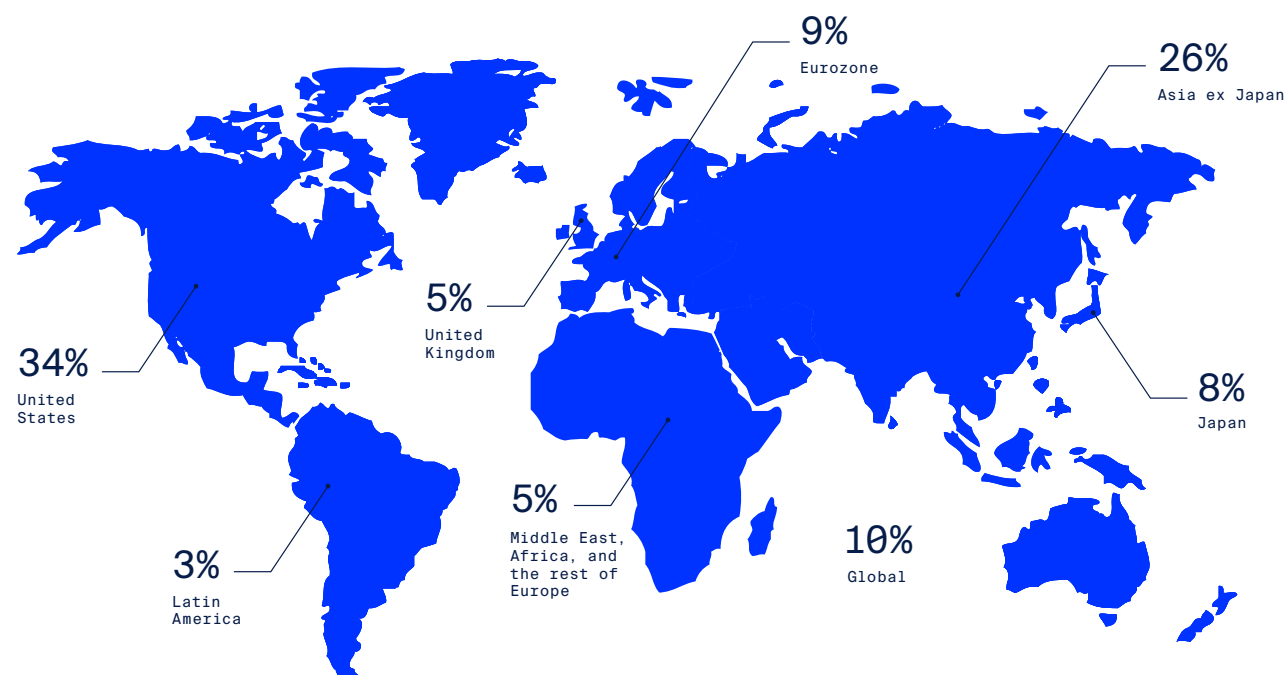 9%
Eurozone
26%
Asia ex Japan
5%
United
Kingdom
34%
United
States
8%
Japan
5%
Middle East,
Africa, and
the rest of
Europe
10%
Global
3%
Latin
America